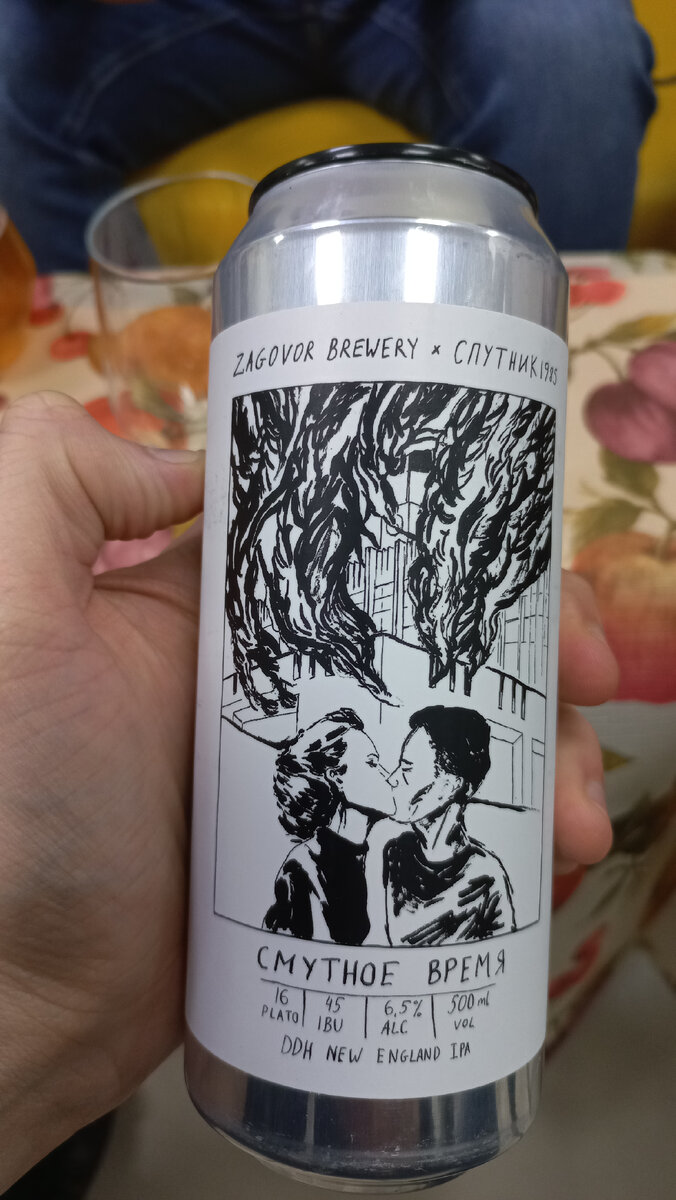 ZAGOVOR BREWERY × СПУТНИК1985
СМУТНОЕ ВРЕМЯ
16 PLATO 45 IBU 6,5% ALC 500 ml VOL
DDH NEW ENGLAND IPA